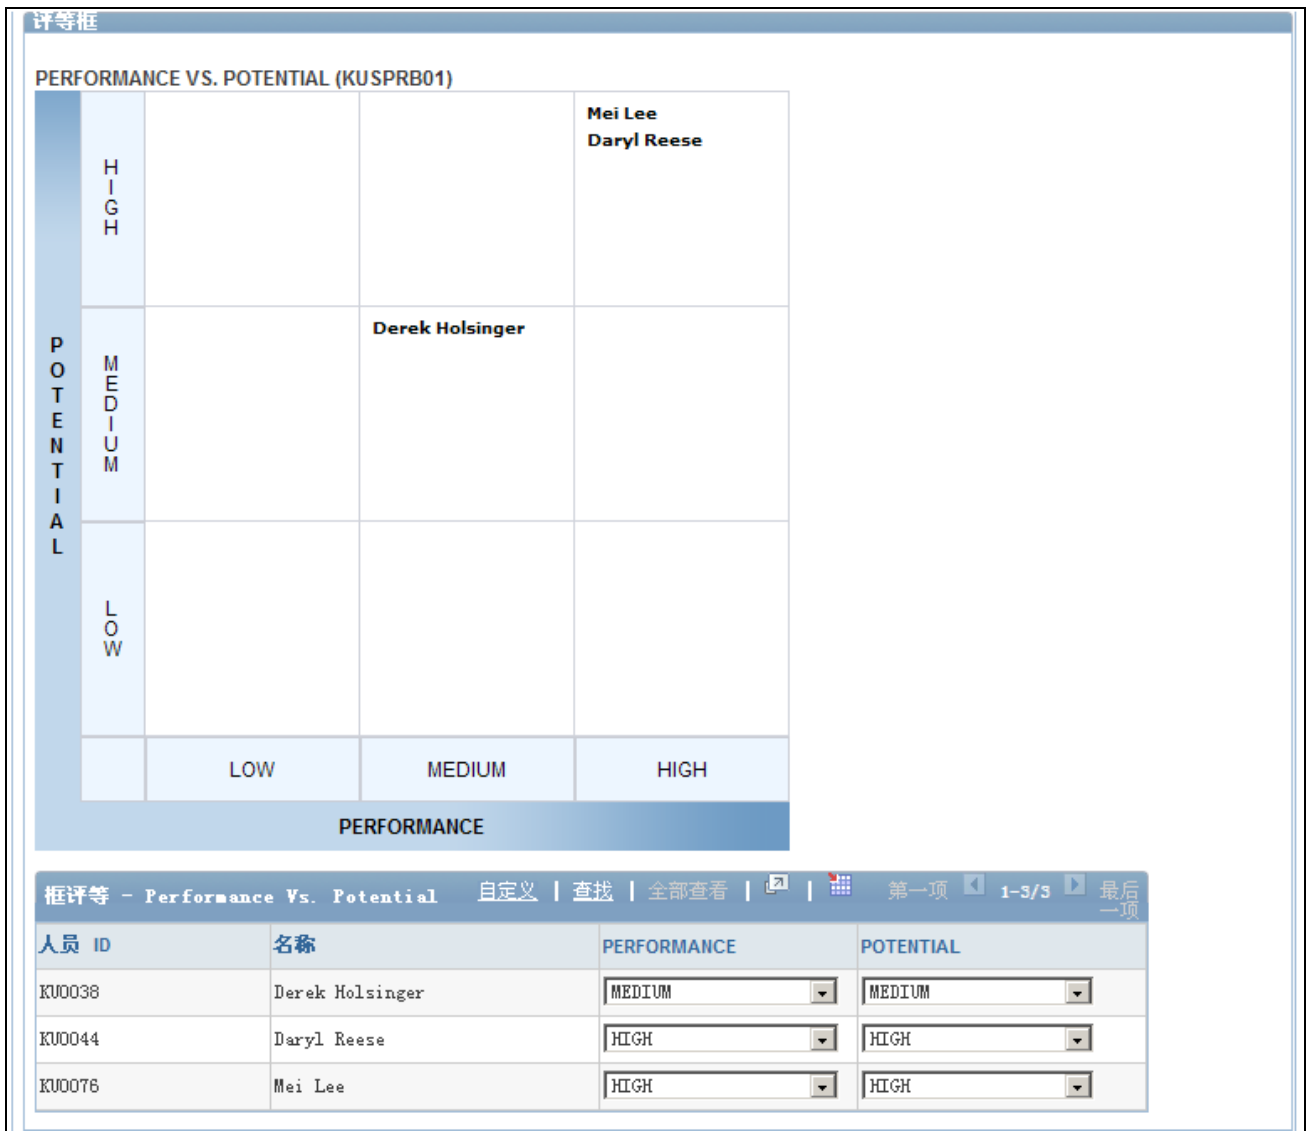 评等框
PERFORMANCE VS. POTENTIAL (KUSPRB01)
POTENTIAL
HIGH
Mei Lee
Daryl Reese
MEDIUM
Derek Holsinger
LOW
LOW MEDIUM HIGH
PERFORMANCE
框评等 - Performance Vs. Potential 自定义 | 查找 | 全部查看 | | 第一项 1-3/3 最后一项
人员 ID 名称 PERFORMANCE POTENTIAL
KU0038 Derek Holsinger MEDIUM MEDIUM
KU0044 Daryl Reese HIGH HIGH
KU0076 Mei Lee HIGH HIGH